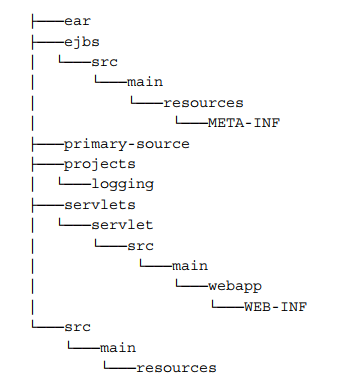 ├───ear
├───ejbs
│   └───src
│       └───main
│           └───resources
│               └───META-INF
├───primary-source
├───projects
│   └───logging
├───servlets
│   └───servlet
│       └───src
│           └───main
│               └───webapp
│                   └───WEB-INF
└───src
    └───main
        └───resources